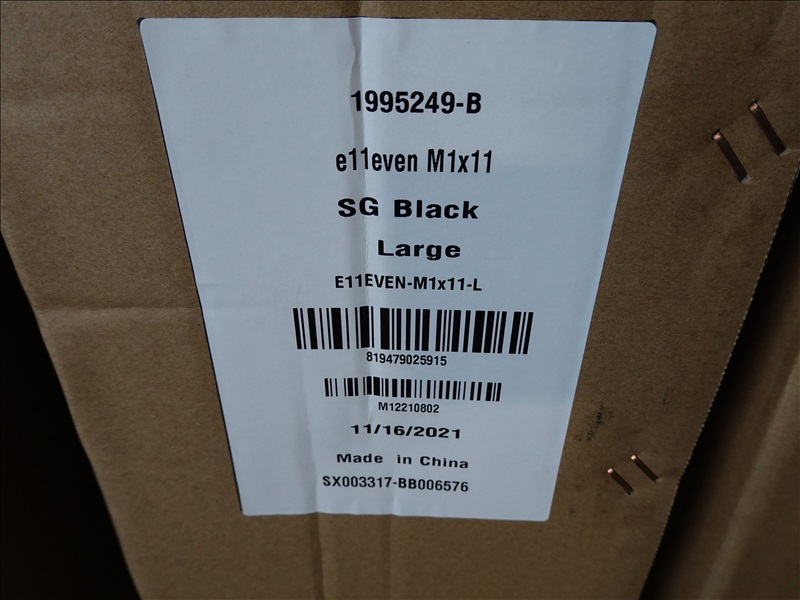 1995249-B
e11even M1x11
SG Black
Large
E11EVEN-M1x11-L
819479025915
M12210802
11/16/2021
Made in China
SX003317-BB006576